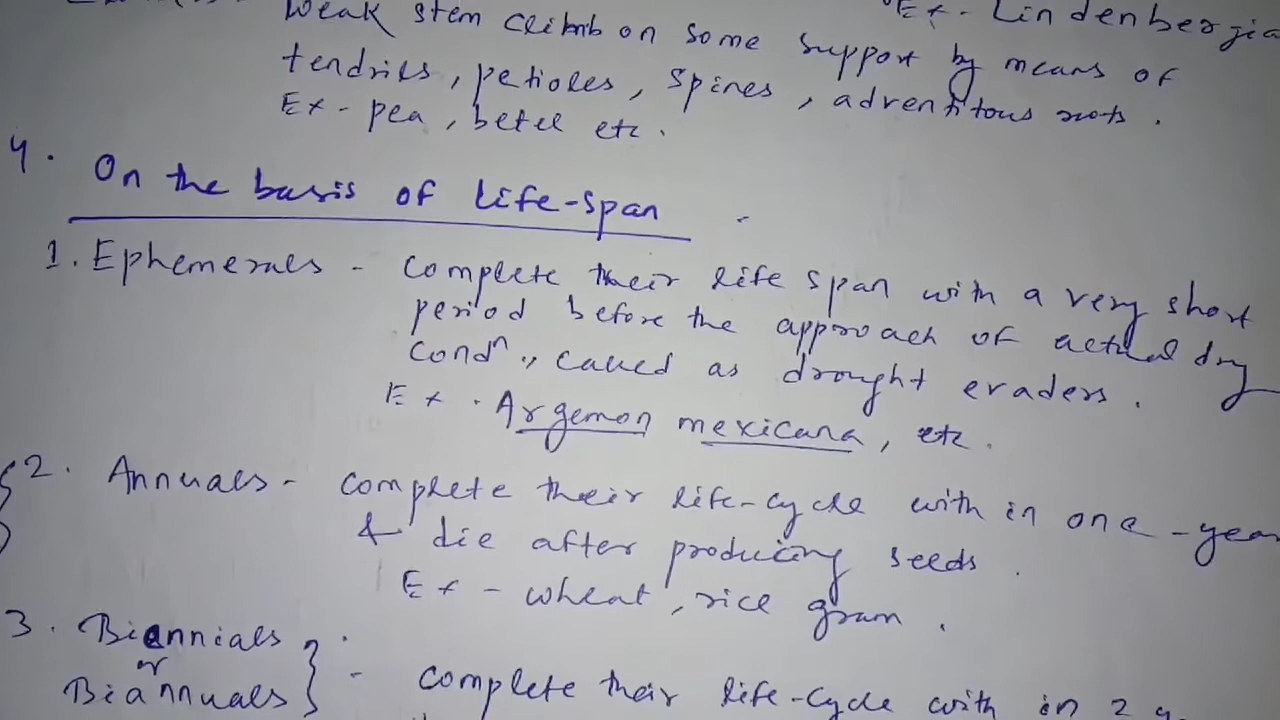 Ex - Lindenbergia
Weak stem climb on some support by means of
tendrils, petioles, spines, adventitous roots.
Ex - pea, betel etc.
4. On the basis of life-span
1. Ephemerals - complete their life span with a very short
period before the approach of actual dry
condn., called as drought evaders.
Ex. Argemon mexicana, etc.
2. Annuals - complete their life-cycle with in one-year
& die after producing seeds.
Ex - wheat, rice gram.
3. Biennials
or
Biannuals } - complete their life-cycle with in 2 y